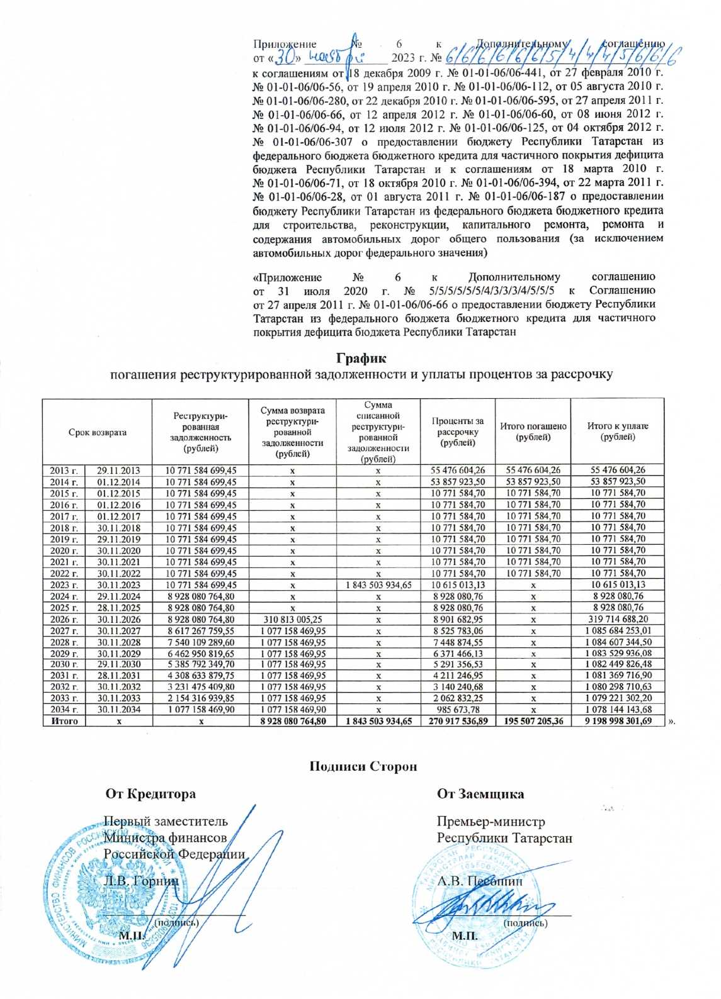 Приложение № 6 к Дополнительному соглашению
от «30» ноября 2023 г. № 6/6/6/6/6/6/5/4/4/4/5/6/6/6
к соглашениям от 18 декабря 2009 г. № 01-01-06/06-441, от 27 февраля 2010 г.
№ 01-01-06/06-56, от 19 апреля 2010 г. № 01-01-06/06-112, от 05 августа 2010 г.
№ 01-01-06/06-280, от 22 декабря 2010 г. № 01-01-06/06-595, от 27 апреля 2011 г.
№ 01-01-06/06-66, от 12 апреля 2012 г. № 01-01-06/06-60, от 08 июня 2012 г.
№ 01-01-06/06-94, от 12 июля 2012 г. № 01-01-06/06-125, от 04 октября 2012 г.
№ 01-01-06/06-307 о предоставлении бюджету Республики Татарстан из
федерального бюджета бюджетного кредита для частичного покрытия дефицита
бюджета Республики Татарстан и к соглашениям от 18 марта 2010 г.
№ 01-01-06/06-71, от 18 октября 2010 г. № 01-01-06/06-394, от 22 марта 2011 г.
№ 01-01-06/06-28, от 01 августа 2011 г. № 01-01-06/06-187 о предоставлении
бюджету Республики Татарстан из федерального бюджета бюджетного кредита
для строительства, реконструкции, капитального ремонта, ремонта и
содержания автомобильных дорог общего пользования (за исключением
автомобильных дорог федерального значения)
«Приложение № 6 к Дополнительному соглашению
от 31 июля 2020 г. № 5/5/5/5/5/5/4/3/3/3/4/5/5/5 к Соглашению
от 27 апреля 2011 г. № 01-01-06/06-66 о предоставлении бюджету Республики
Татарстан из федерального бюджета бюджетного кредита для частичного
покрытия дефицита бюджета Республики Татарстан
График
погашения реструктурированной задолженности и уплаты процентов за рассрочку
Срок возврата Реструктури-рованная задолженность (рублей) Сумма возврата реструктури-рованной задолженности (рублей) Сумма списанной реструктури-рованной задолженности (рублей) Проценты за рассрочку (рублей) Итого погашено (рублей) Итого к уплате (рублей)
2013 г. 29.11.2013 10 771 584 699,45 х х 55 476 604,26 55 476 604,26 55 476 604,26
2014 г. 01.12.2014 10 771 584 699,45 х х 53 857 923,50 53 857 923,50 53 857 923,50
2015 г. 01.12.2015 10 771 584 699,45 х х 10 771 584,70 10 771 584,70 10 771 584,70
2016 г. 01.12.2016 10 771 584 699,45 х х 10 771 584,70 10 771 584,70 10 771 584,70
2017 г. 01.12.2017 10 771 584 699,45 х х 10 771 584,70 10 771 584,70 10 771 584,70
2018 г. 30.11.2018 10 771 584 699,45 х х 10 771 584,70 10 771 584,70 10 771 584,70
2019 г. 29.11.2019 10 771 584 699,45 х х 10 771 584,70 10 771 584,70 10 771 584,70
2020 г. 30.11.2020 10 771 584 699,45 х х 10 771 584,70 10 771 584,70 10 771 584,70
2021 г. 30.11.2021 10 771 584 699,45 х х 10 771 584,70 10 771 584,70 10 771 584,70
2022 г. 30.11.2022 10 771 584 699,45 х х 10 771 584,70 10 771 584,70 10 771 584,70
2023 г. 30.11.2023 10 771 584 699,45 х 1 843 503 934,65 10 615 013,13 х 10 615 013,13
2024 г. 29.11.2024 8 928 080 764,80 х х 8 928 080,76 х 8 928 080,76
2025 г. 28.11.2025 8 928 080 764,80 х х 8 928 080,76 х 8 928 080,76
2026 г. 30.11.2026 8 928 080 764,80 310 813 005,25 х 8 901 682,95 х 319 714 688,20
2027 г. 30.11.2027 8 617 267 759,55 1 077 158 469,95 х 8 525 783,06 х 1 085 684 253,01
2028 г. 30.11.2028 7 540 109 289,60 1 077 158 469,95 х 7 448 874,55 х 1 084 607 344,50
2029 г. 30.11.2029 6 462 950 819,65 1 077 158 469,95 х 6 371 466,13 х 1 083 529 936,08
2030 г. 29.11.2030 5 385 792 349,70 1 077 158 469,95 х 5 291 356,53 х 1 082 449 826,48
2031 г. 28.11.2031 4 308 633 879,75 1 077 158 469,95 х 4 211 246,95 х 1 081 369 716,90
2032 г. 30.11.2032 3 231 475 409,80 1 077 158 469,95 х 3 140 240,68 х 1 080 298 710,63
2033 г. 30.11.2033 2 154 316 939,85 1 077 158 469,95 х 2 062 832,25 х 1 079 221 302,20
2034 г. 30.11.2034 1 077 158 469,90 1 077 158 469,90 х 985 673,78 х 1 078 144 143,68
Итого х х 8 928 080 764,80 1 843 503 934,65 270 917 536,89 195 507 205,36 9 198 998 301,69 ».
Подписи Сторон
От Кредитора От Заемщика
Первый заместитель Премьер-министр
Министра финансов Республики Татарстан
Российской Федерации
Л.В. Горнин А.В. Песошин
(подпись) (подпись)
М.П. М.П.
МИНИСТЕРСТВО ФИНАНСОВ РОССИЙСКОЙ ФЕДЕРАЦИИ